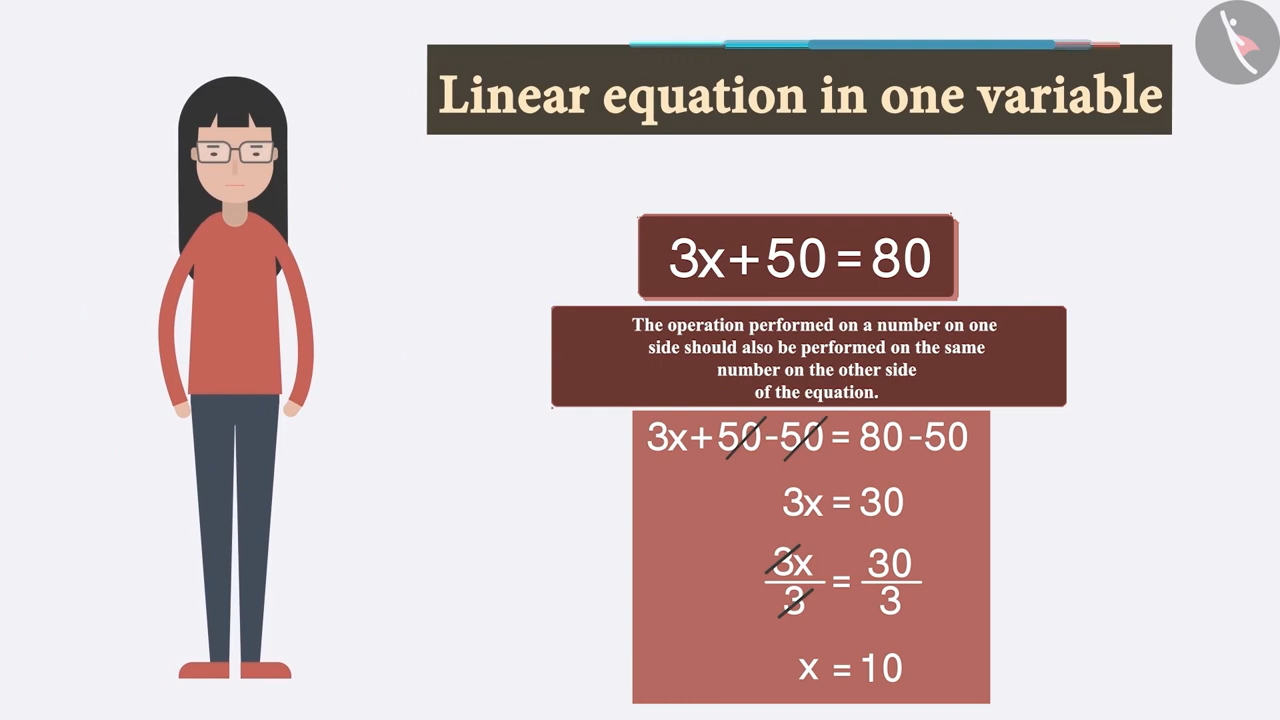 Linear equation in one variable
3x+50=80
The operation performed on a number on one
side should also be performed on the same
number on the other side
of the equation.
3x+50-50=80-50
3x=30
3x/3=30/3
x=10